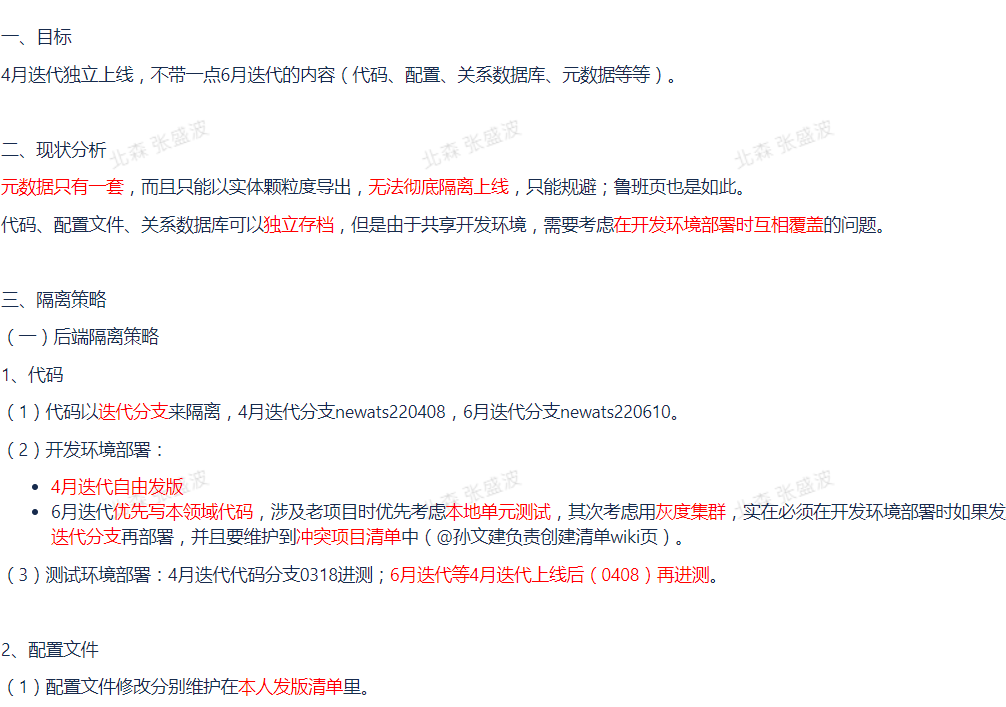 一、目标
4月迭代独立上线，不带一点6月迭代的内容（代码、配置、关系数据库、元数据等等）。
二、现状分析
元数据只有一套，而且只能以实体颗粒度导出，无法彻底隔离上线，只能规避；鲁班页也是如此。
代码、配置文件、关系数据库可以独立存档，但是由于共享开发环境，需要考虑在开发环境部署时互相覆盖的问题。
三、隔离策略
（一）后端隔离策略
1、代码
（1）代码以迭代分支来隔离，4月迭代分支newats220408，6月迭代分支newats220610。
（2）开发环境部署：
• 4月迭代自由发版
• 6月迭代优先写本领域代码，涉及老项目时优先考虑本地单元测试，其次考虑用灰度集群，实在必须在开发环境部署时如果发
迭代分支再部署，并且要维护到冲突项目清单中（@孙文建负责创建清单wiki页）。
（3）测试环境部署：4月迭代代码分支0318进测；6月迭代等4月迭代上线后（0408）再进测。
2、配置文件
（1）配置文件修改分别维护在本人发版清单里。
北森 张盛波
北森 张盛波
北森 张盛波
北森 张盛波
北森 张盛波
北森 张盛波